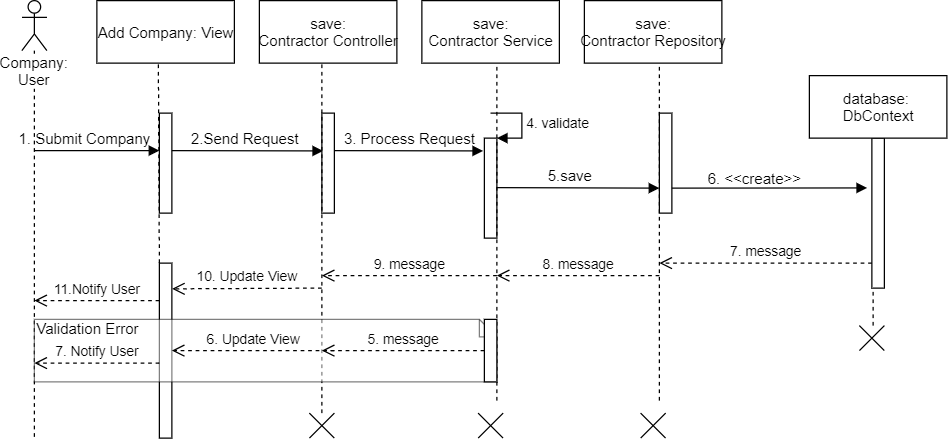 Company:
User
Add Company: View
save:
Contractor Controller
save:
Contractor Service
save:
Contractor Repository
database:
DbContext
1. Submit Company
2.Send Request
3. Process Request
4. validate
5.save
6. <<create>>
7. message
8. message
9. message
10. Update View
11.Notify User
Validation Error
5. message
6. Update View
7. Notify User